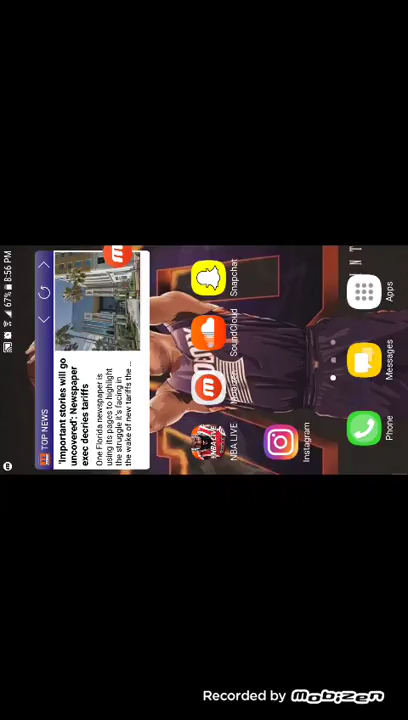 67% 8:56 PM
TOP NEWS
'Important stories will go
uncovered': Newspaper
exec decries tariffs
One Florida newspaper is
using its pages to highlight
the struggle it's facing in
the wake of new tariffs the ...
NBA LIVE
Mobizen
SoundCloud
Snapchat
Instagram
Phone
Messages
Apps
Recorded by Mobizen